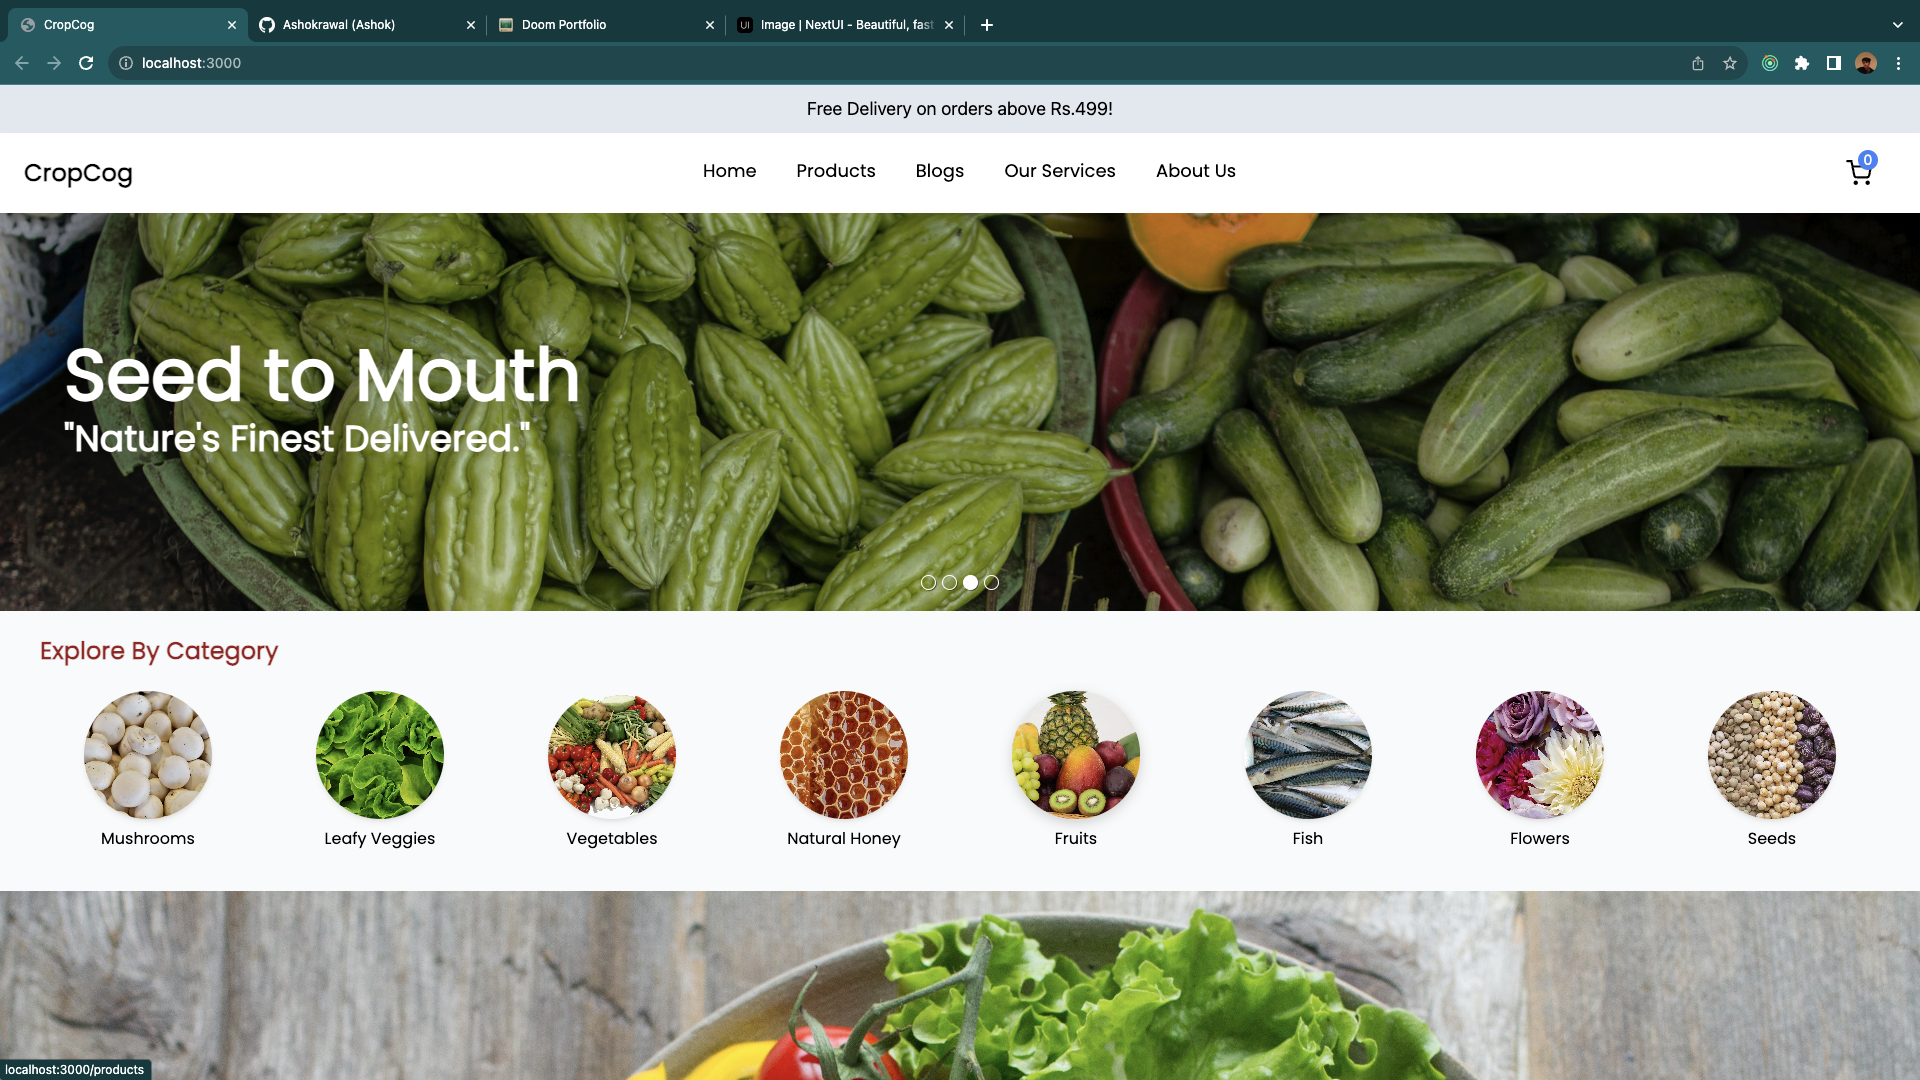 CropCog
Ashokrawal (Ashok)
Doom Portfolio
UI
Image | NextUI - Beautiful, fast
localhost:3000
Free Delivery on orders above Rs.499!
CropCog
Home
Products
Blogs
Our Services
About Us
0
Seed to Mouth
"Nature's Finest Delivered."
Explore By Category
Mushrooms
Leafy Veggies
Vegetables
Natural Honey
Fruits
Fish
Flowers
Seeds
localhost:3000/products